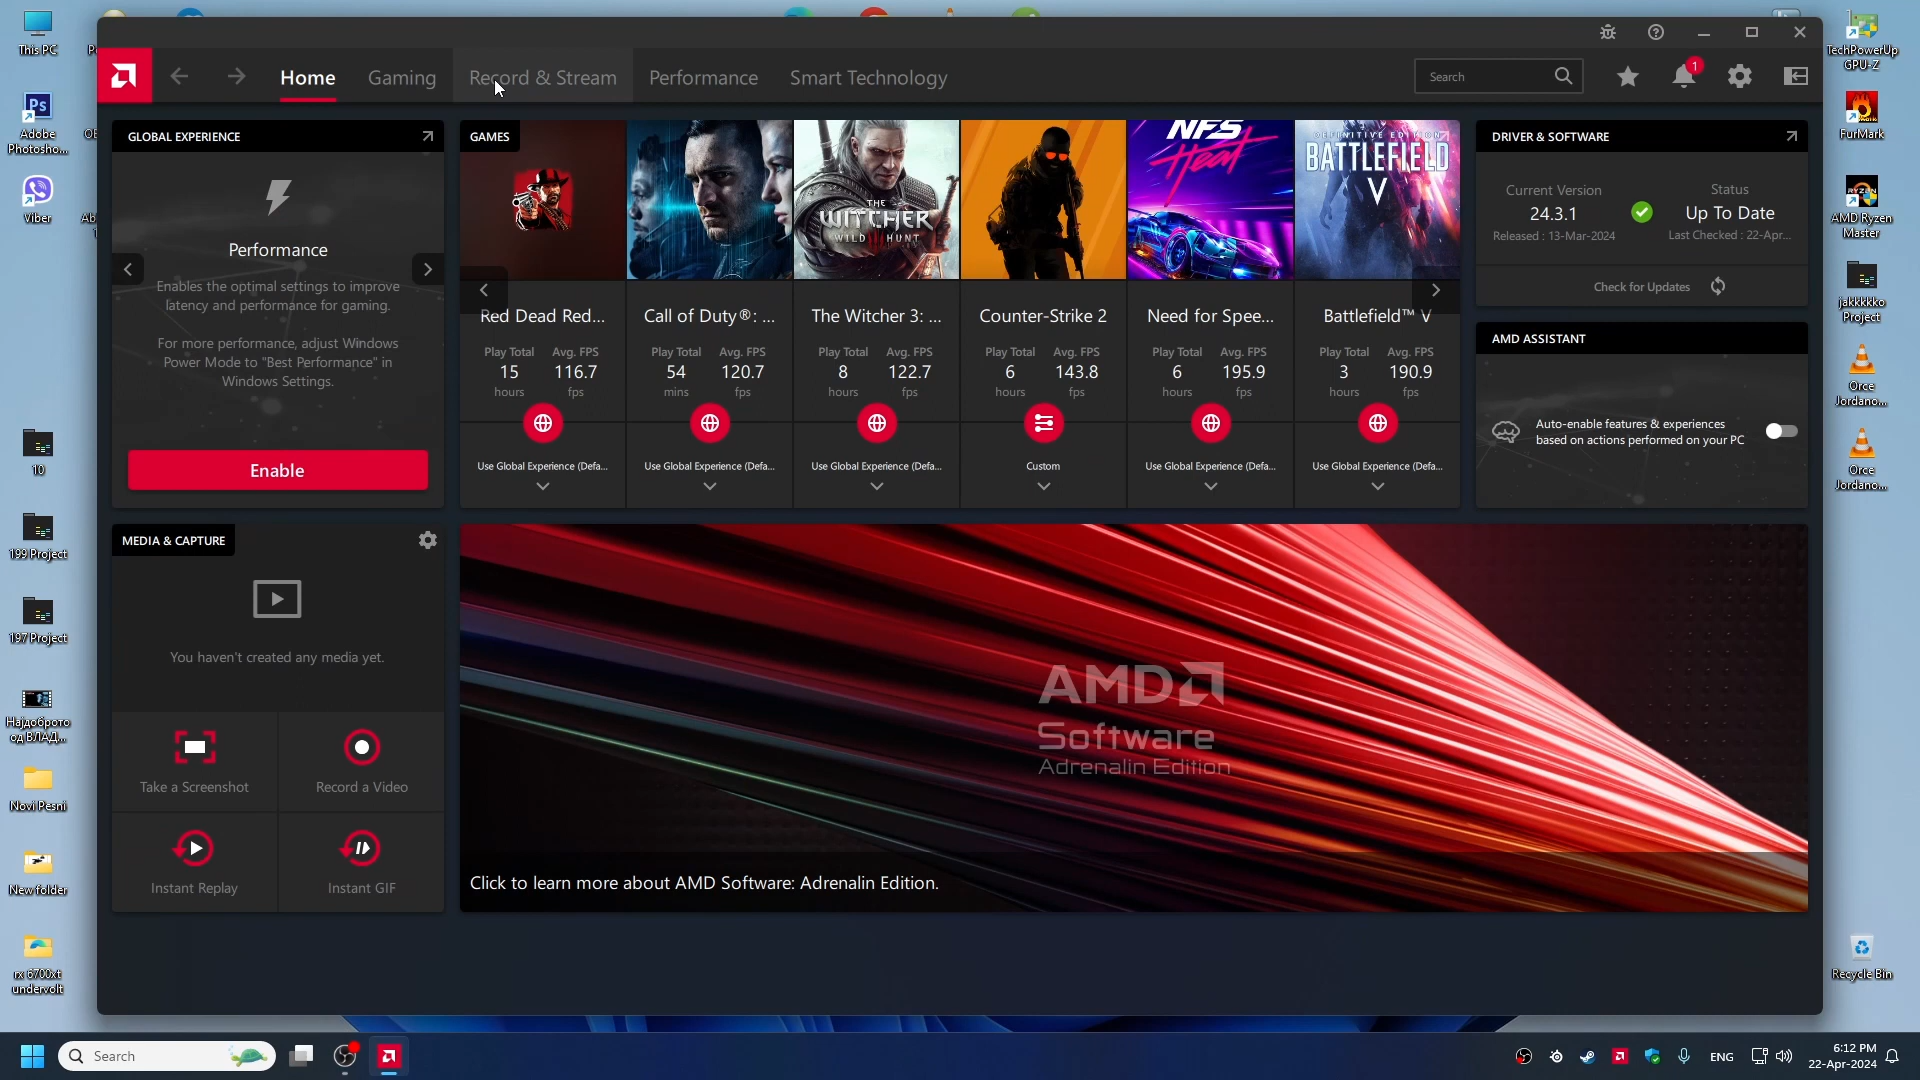 This PC
Adobe
Photosho...
Viber
10
199 Project
197 Project
Најдоброто
од ВЛАД...
Novi Pesni
New folder
rx 6700xt
undervolt
Home
Gaming
Record & Stream
Performance
Smart Technology
Search
1
GLOBAL EXPERIENCE
Performance
Enables the optimal settings to improve
latency and performance for gaming.
For more performance, adjust Windows
Power Mode to "Best Performance" in
Windows Settings.
Enable
GAMES
THE
WITCHER
WILD HUNT
NFS
Heat
DEFINITIVE EDITION
BATTLEFIELD
V
Red Dead Red...
Call of Duty®: ...
The Witcher 3: ...
Counter-Strike 2
Need for Spee...
Battlefield™ V
Play Total Avg. FPS
15 116.7
hours fps
Play Total Avg. FPS
54 120.7
mins fps
Play Total Avg. FPS
8 122.7
hours fps
Play Total Avg. FPS
6 143.8
hours fps
Play Total Avg. FPS
6 195.9
hours fps
Play Total Avg. FPS
3 190.9
hours fps
Use Global Experience (Defa...
Use Global Experience (Defa...
Use Global Experience (Defa...
Custom
Use Global Experience (Defa...
Use Global Experience (Defa...
DRIVER & SOFTWARE
Current Version
24.3.1
Released : 13-Mar-2024
Status
Up To Date
Last Checked : 22-Apr...
Check for Updates
AMD ASSISTANT
Auto-enable features & experiences
based on actions performed on your PC
MEDIA & CAPTURE
You haven't created any media yet.
Take a Screenshot
Record a Video
Instant Replay
Instant GIF
AMD
Software
Adrenalin Edition
Click to learn more about AMD Software: Adrenalin Edition.
TechPowerUp
GPU-Z
FurMark
RYZEN
MASTER
AMD Ryzen
Master
jakkkkko
Project
Orce
Jordano...
Orce
Jordano...
Recycle Bin
Search
ENG
6:12 PM
22-Apr-2024